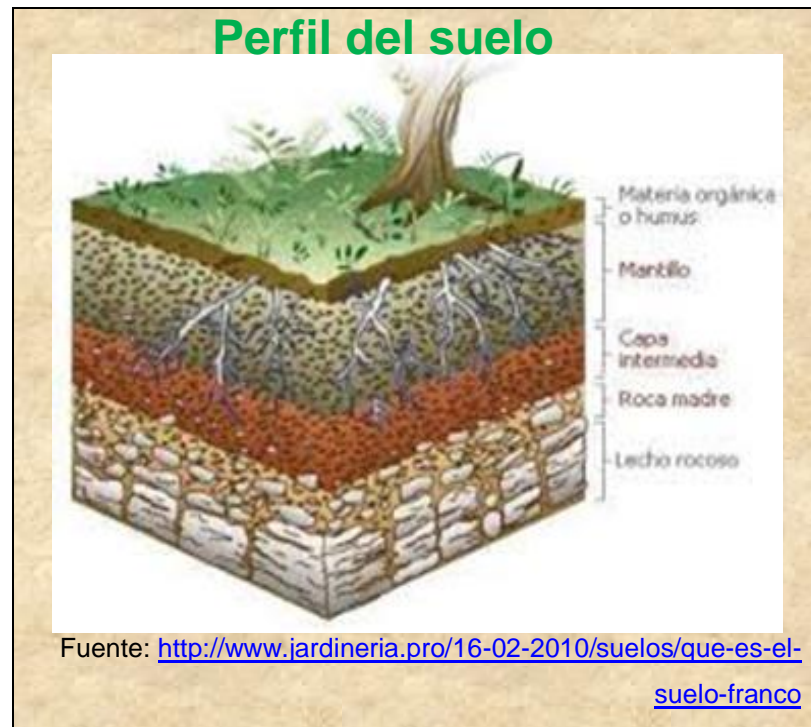 Perfil del suelo
Materia orgánica
o humus
Mantillo
Capa
intermedia
Roca madre
Lecho rocoso
Fuente: http://www.jardineria.pro/16-02-2010/suelos/que-es-el-
suelo-franco